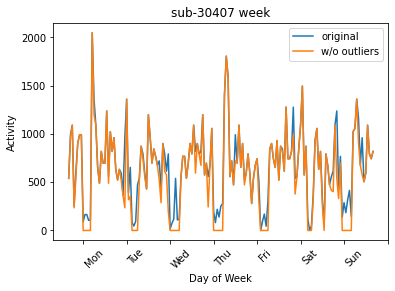 sub-30407 week
original
w/o outliers
Activity
2000
1500
1000
500
0
Mon
Tue
Wed
Thu
Fri
Sat
Sun
Day of Week